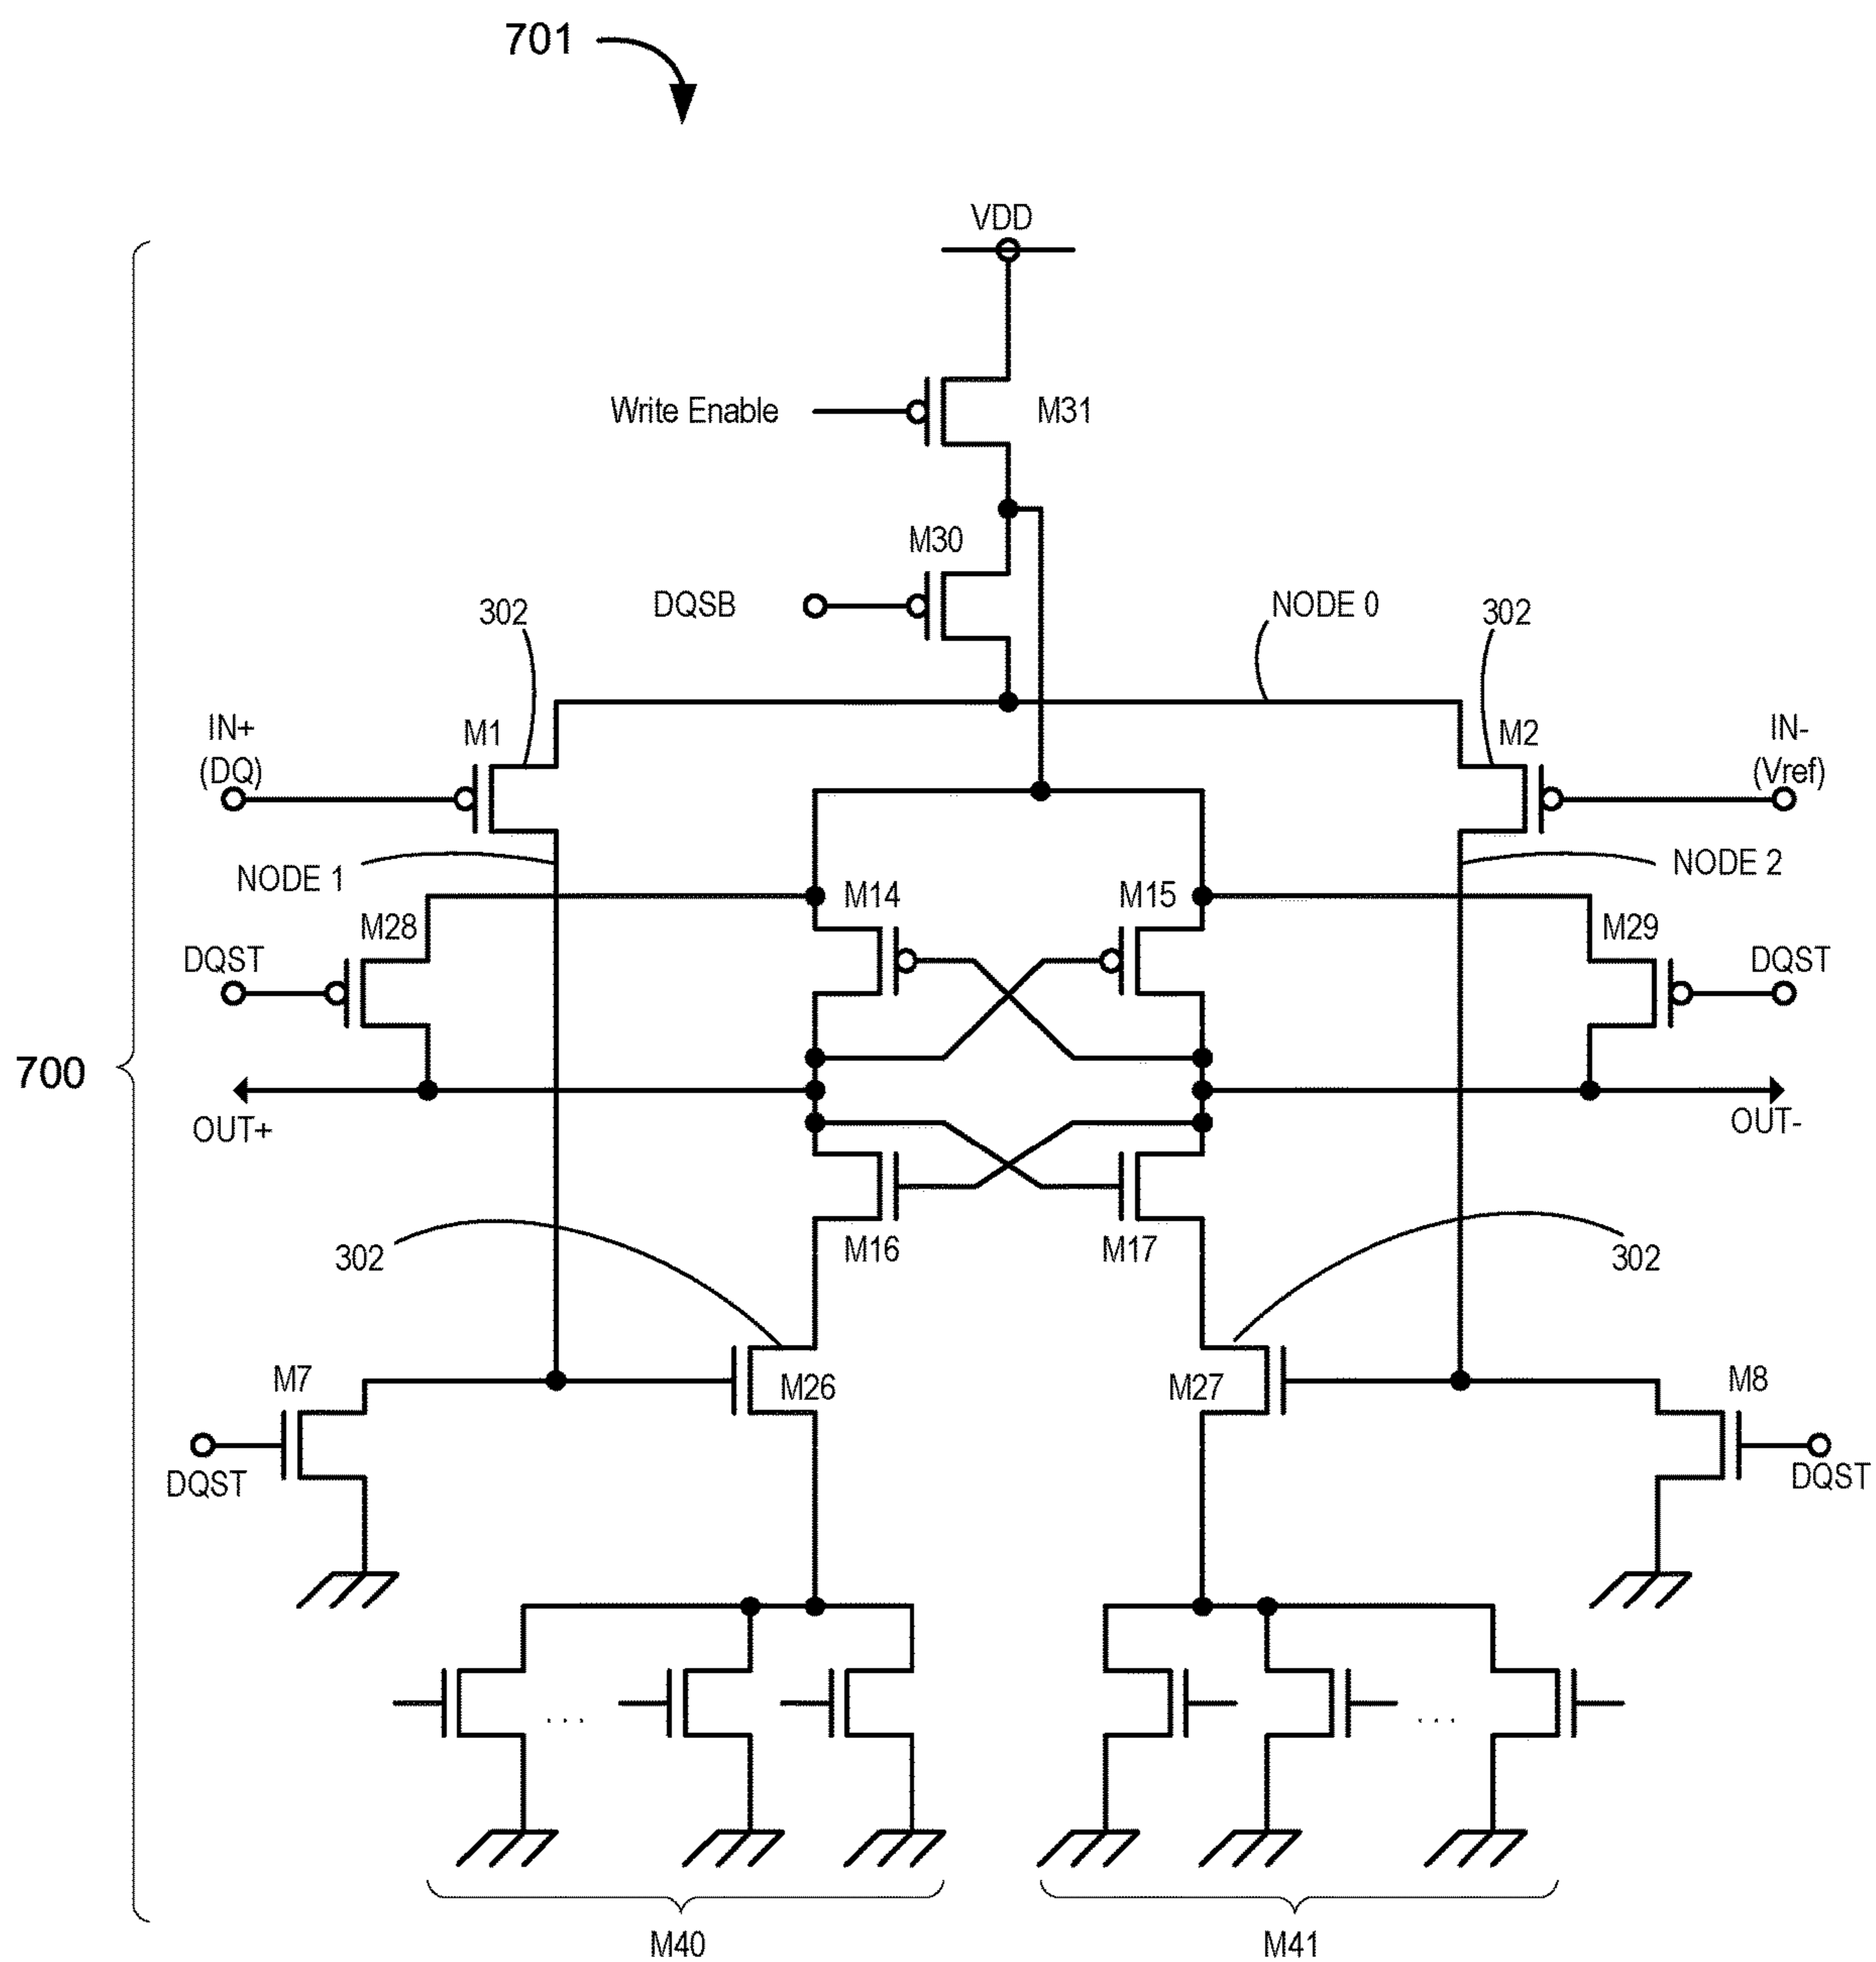 701
VDD
Write Enable
M31
M30
DQSB
NODE 0
302
302
IN+
(DQ)
M1
M2
IN-
(Vref)
NODE 1
NODE 2
M14
M15
M28
M29
DQST
DQST
700
OUT+
OUT-
M16
M17
302
302
M7
M26
M27
M8
DQST
DQST
. . .
. . .
M40
M41